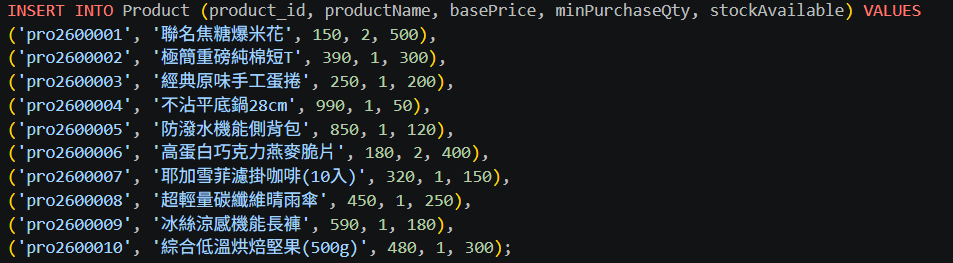 INSERT INTO Product (product_id, productName, basePrice, minPurchaseQty, stockAvailable) VALUES
('pro2600001', '聯名焦糖爆米花', 150, 2, 500),
('pro2600002', '極簡重磅純棉短T', 390, 1, 300),
('pro2600003', '經典原味手工蛋捲', 250, 1, 200),
('pro2600004', '不沾平底鍋28cm', 990, 1, 50),
('pro2600005', '防潑水機能側背包', 850, 1, 120),
('pro2600006', '高蛋白巧克力燕麥脆片', 180, 2, 400),
('pro2600007', '耶加雪菲濾掛咖啡(10入)', 320, 1, 150),
('pro2600008', '超輕量碳纖維晴雨傘', 450, 1, 250),
('pro2600009', '冰絲涼感機能長褲', 590, 1, 180),
('pro2600010', '綜合低溫烘焙堅果(500g)', 480, 1, 300);